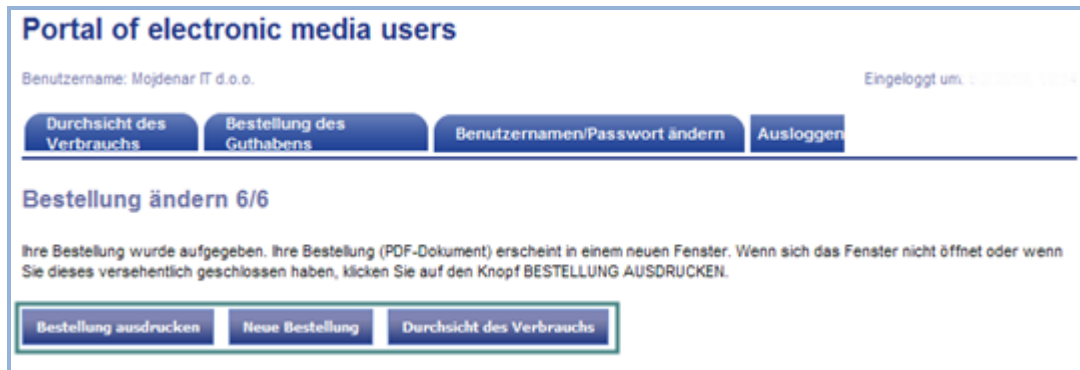 Portal of electronic media users
Benutzername: Mojdenar IT d.o.o.
Eingeloggt um:
Durchsicht des
Verbrauchs
Bestellung des
Guthabens
Benutzernamen/Passwort ändern
Ausloggen
Bestellung ändern 6/6
Ihre Bestellung wurde aufgegeben. Ihre Bestellung (PDF-Dokument) erscheint in einem neuen Fenster. Wenn sich das Fenster nicht öffnet oder wenn
Sie dieses versehentlich geschlossen haben, klicken Sie auf den Knopf BESTELLUNG AUSDRUCKEN.
Bestellung ausdrucken
Neue Bestellung
Durchsicht des Verbrauchs